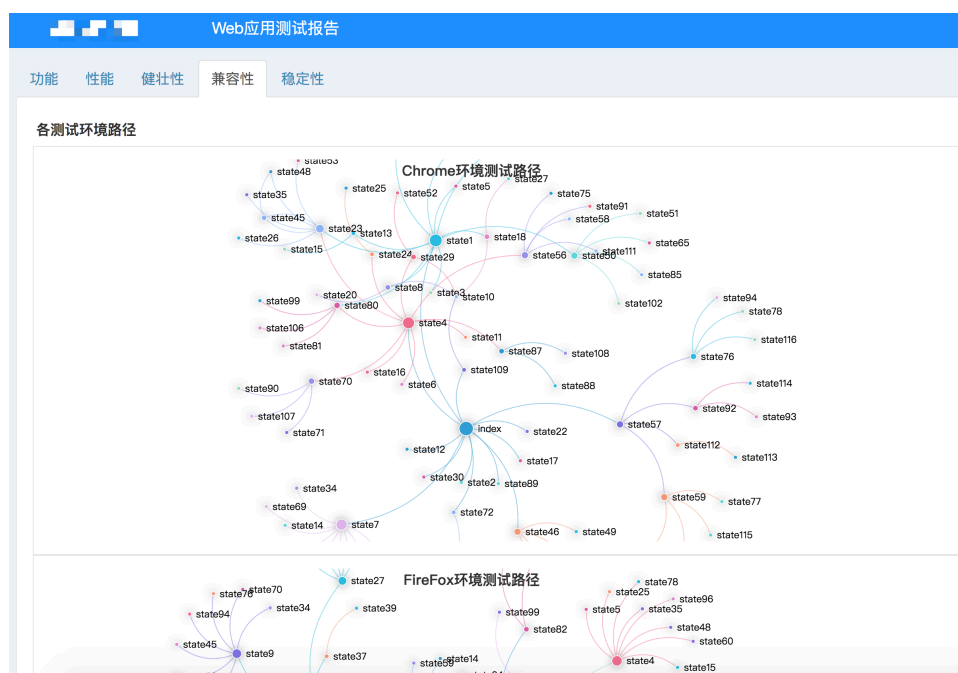 Web应用测试报告
功能 性能 健壮性 兼容性 稳定性
各测试环境路径
Chrome环境测试路径
state53
state48
state27
state25
state5
state52
state75
state35
state91
state51
state45
state58
state23
state13
state26
state1
state18
state65
state15
state24
state29
state56
state50
state111
state85
state8
state3
state10
state20
state80
state99
state102
state94
state78
state106
state4
state11
state116
state81
state87
state108
state76
state16
state109
state70
state6
state88
state114
state90
state92
state93
state107
state57
state71
index
state22
state12
state112
state17
state113
state30
state2
state89
state34
state59
state77
state69
state72
state14
state7
state46
state49
state115
FireFox环境测试路径
state27
state78
state70
state76
state25
state96
state34
state39
state5
state35
state94
state99
state48
state82
state60
state45
state9
state37
state14
state59
state4
state15